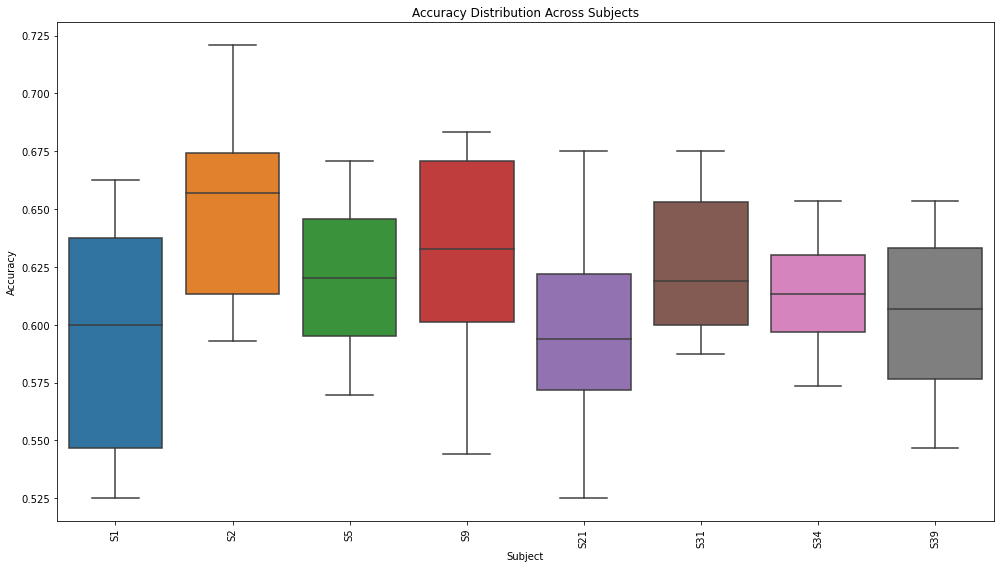 Accuracy Distribution Across Subjects
Accuracy
0.725
0.700
0.675
0.650
0.625
0.600
0.575
0.550
0.525
S1
S2
S5
S9
S21
S31
S34
S39
Subject